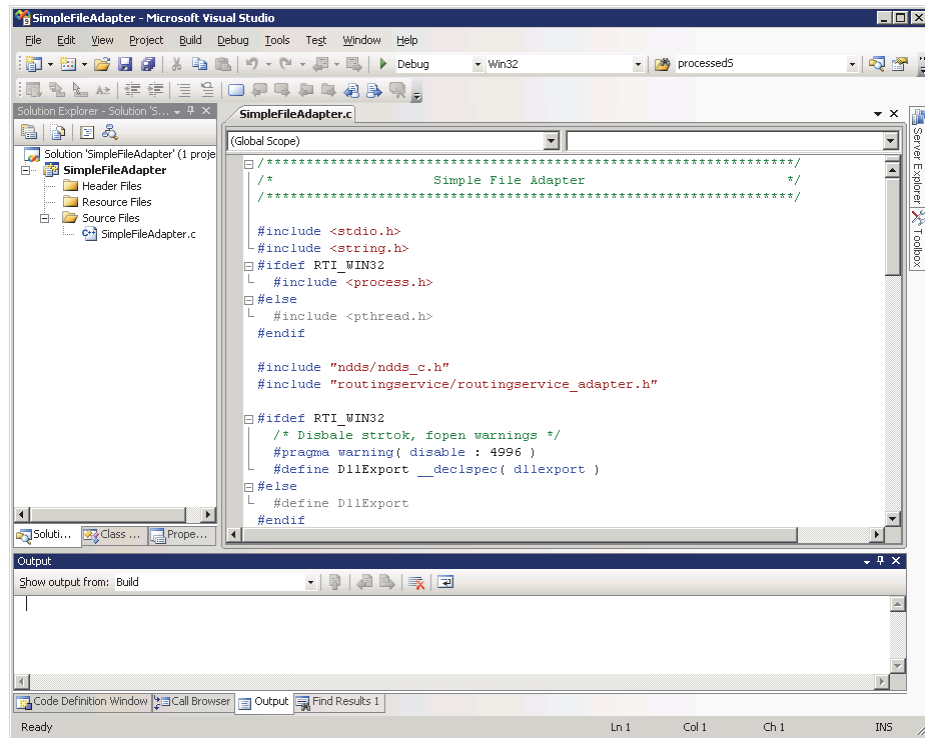 SimpleFileAdapter - Microsoft Visual Studio
File Edit View Project Build Debug Tools Test Window Help
Debug Win32 processedS
Solution Explorer - Solution 'S...
SimpleFileAdapter.c
(Global Scope)
Solution 'SimpleFileAdapter' (1 proje
SimpleFileAdapter
Header Files
Resource Files
Source Files
SimpleFileAdapter.c
/******************************************************************/
/* Simple File Adapter */
/******************************************************************/
#include <stdio.h>
#include <string.h>
#ifdef RTI_WIN32
#include <process.h>
#else
#include <pthread.h>
#endif
#include "ndds/ndds_c.h"
#include "routingservice/routingservice_adapter.h"
#ifdef RTI_WIN32
/* Disbale strtok, fopen warnings */
#pragma warning( disable : 4996 )
#define DllExport __declspec( dllexport )
#else
#define DllExport
#endif
Server Explorer
Toolbox
Soluti... Class ... Prope...
Output
Show output from: Build
Code Definition Window Call Browser Output Find Results 1
Ready Ln 1 Col 1 Ch 1 INS